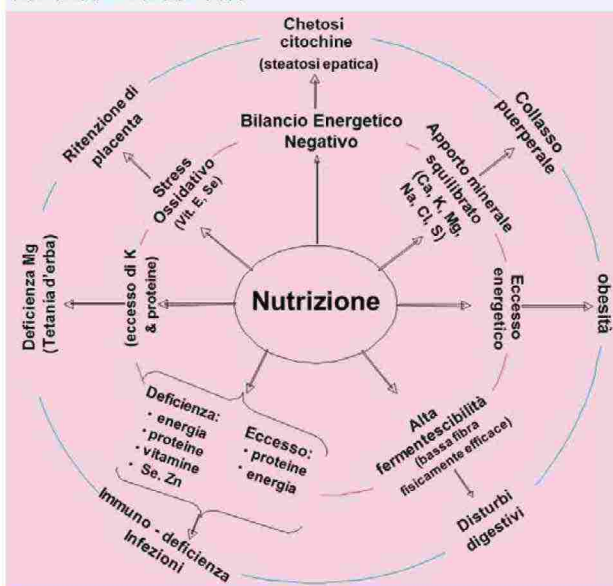 Chetosi
citochine
(steatosi epatica)
Bilancio Energetico
Negativo
Apporto minerale
squilibrato
(Ca, K, Mg,
Na, Cl, S)
Collasso
puerperale
Eccesso
energetico
obesità
Alta
fermentescibilità
(bassa fibra
fisicamente efficace)
Disturbi
digestivi
Deficienza:
• energia
• proteine
• vitamine
• Se, Zn
Eccesso:
• proteine
• energia
Immuno - deficienza
Infezioni
(eccesso di K
& proteine)
Deficienza Mg
(Tetania d'erba)
Stress
Ossidativo
(Vit. E, Se)
Ritenzione di
placenta
Nutrizione